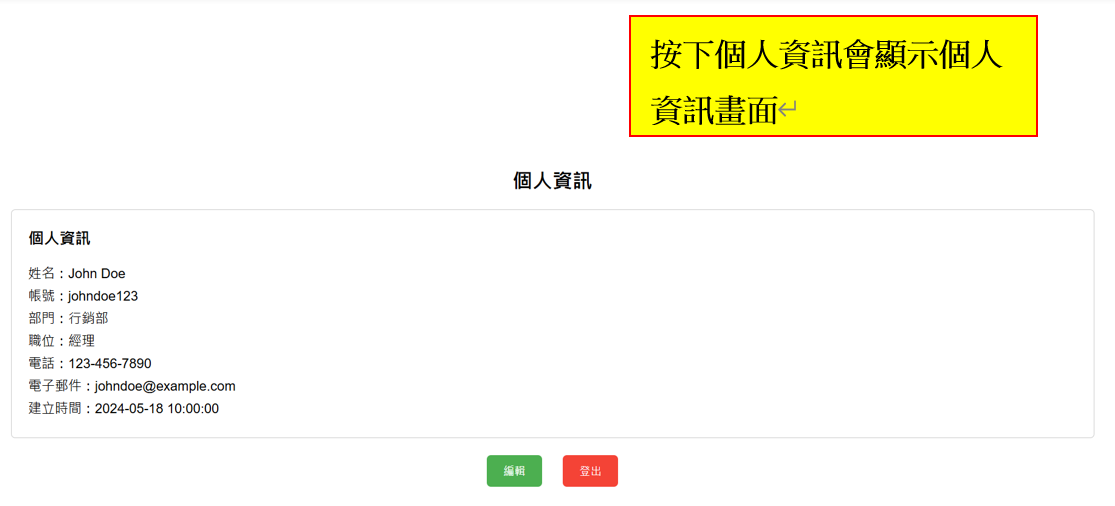 按下個人資訊會顯示個人
資訊畫面↵
個人資訊
個人資訊
姓名：John Doe
帳號：johndoe123
部門：行銷部
職位：經理
電話：123-456-7890
電子郵件：johndoe@example.com
建立時間：2024-05-18 10:00:00
編輯
登出